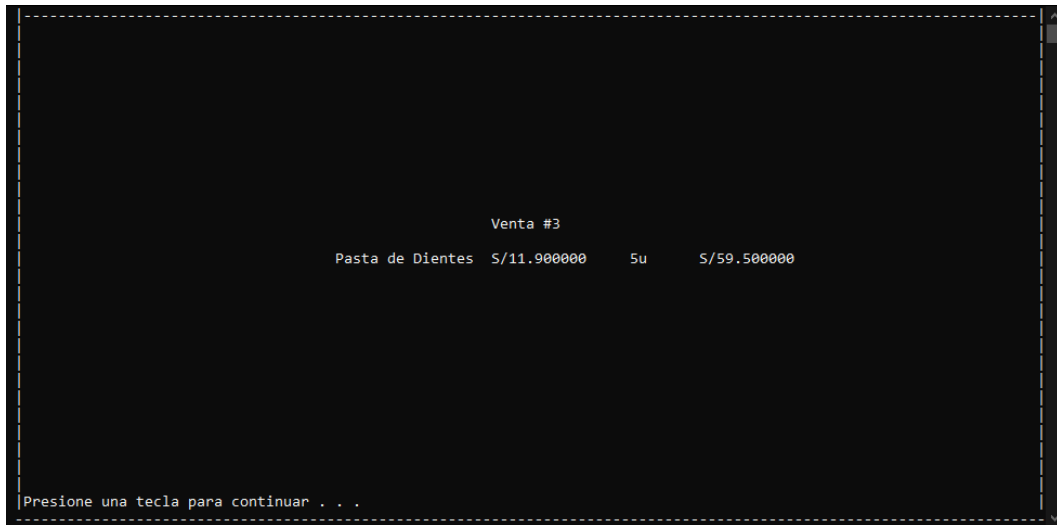 Venta #3
Pasta de Dientes S/11.900000 5u S/59.500000
Presione una tecla para continuar . . .